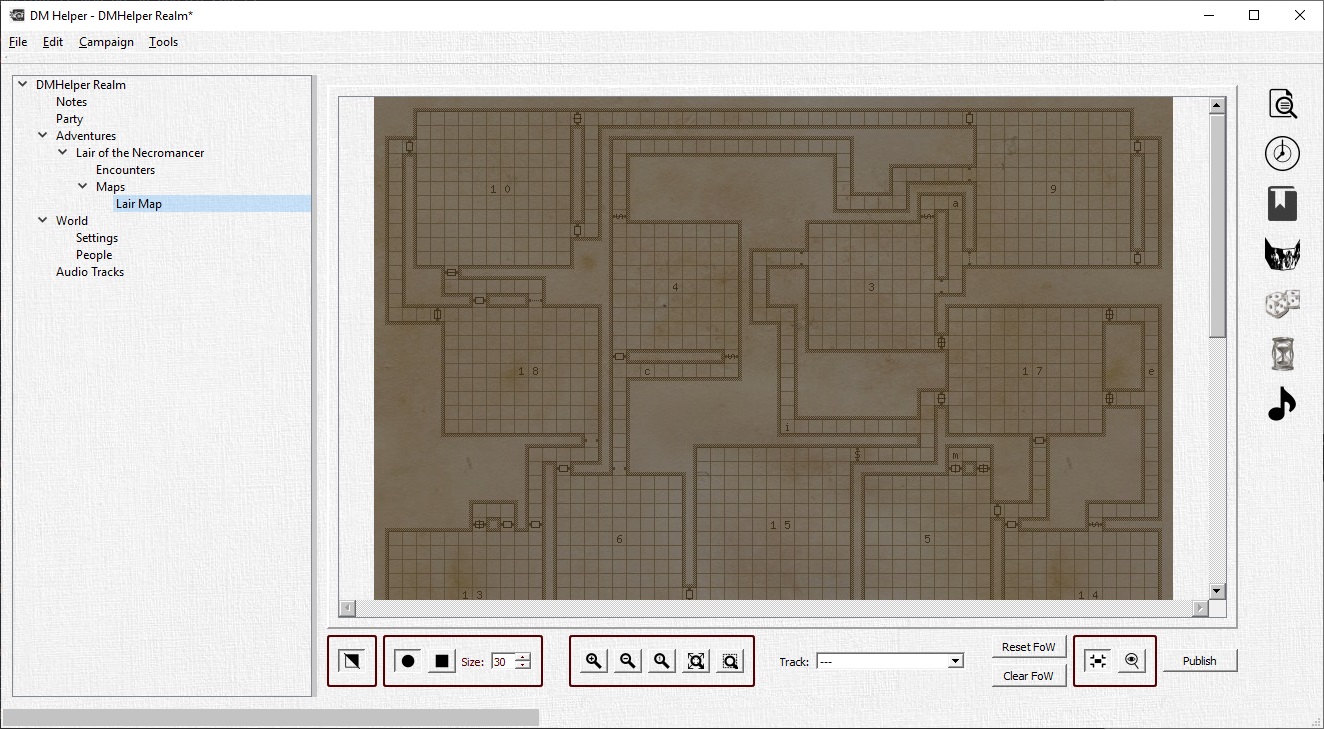 DM Helper - DMHelper Realm*
File Edit Campaign Tools
DMHelper Realm
Notes
Party
Adventures
Lair of the Necromancer
Encounters
Maps
Lair Map
World
Settings
People
Audio Tracks
10
9
a
4
3
18
c
17
e
i
$
m
6
15
5
13
14
Size: 30
Track: ---
Reset FoW
Clear FoW
Publish